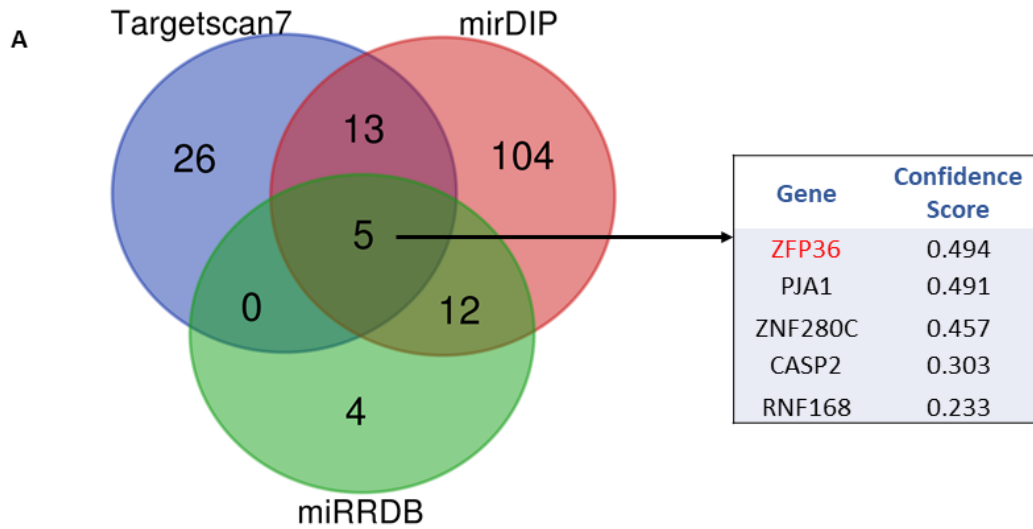 A
Targetscan7
mirDIP
26
13
104
5
0
12
4
miRRDB
Gene Confidence Score
ZFP36 0.494
PJA1 0.491
ZNF280C 0.457
CASP2 0.303
RNF168 0.233